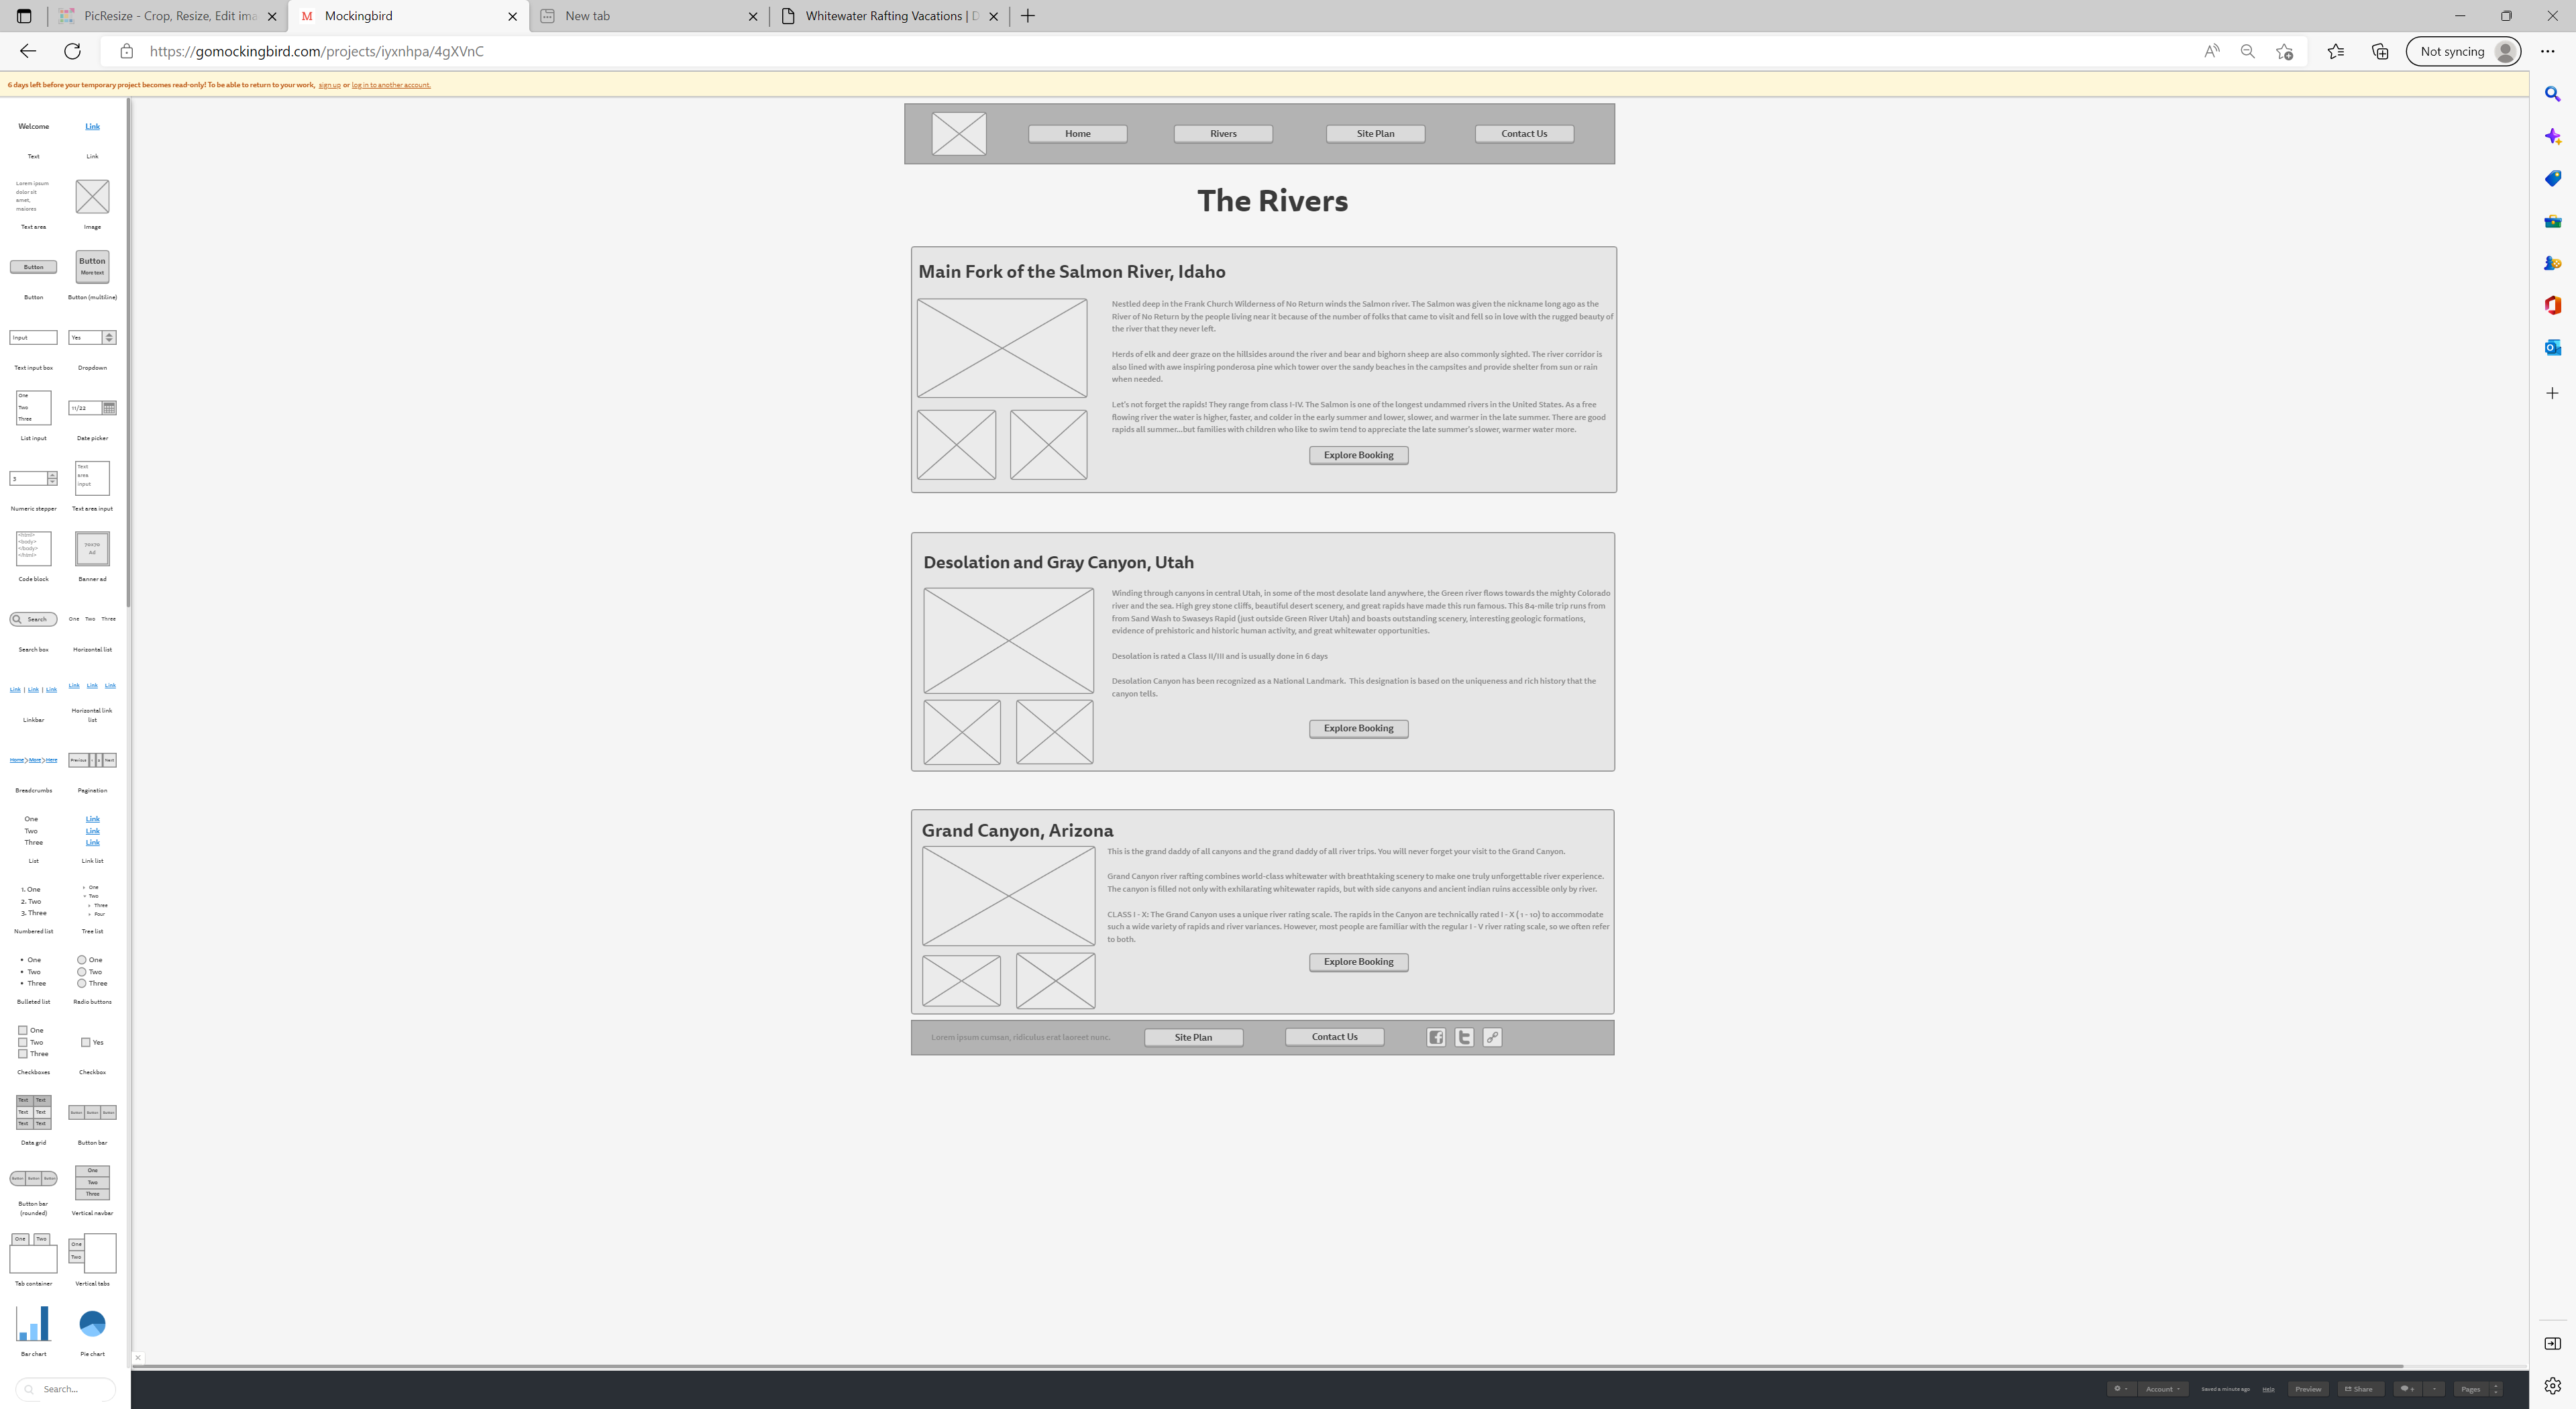 PicResize - Crop, Resize, Edit ima
Mockingbird
New tab
Whitewater Rafting Vacations | D
https://gomockingbird.com/projects/iyxnhpa/4gXVnC
Not syncing
6 days left before your temporary project becomes read-only! To be able to return to your work, sign up or log in to another account.
Welcome Link
Text Link
Lorem ipsum
dolor sit
amet,
maiores
Text area Image
Button Button
More text
Button Button (multiline)
Input Yes
Text input box Dropdown
One
Two
Three
11/22
List input Date picker
3
Text
area
input
Numeric stepper Text area input
<html>
<body>
</body>
</html>
Ad
Code block Banner ad
Search One Two Three
Search box Horizontal list
Link | Link | Link Link Link Link
Linkbar Horizontal link
list
Home > More > Here Previous Next
Breadcrumbs Pagination
One Link
Two Link
Three Link
List Link list
1. One
2. Two
3. Three
One
Two
Three
Four
Numbered list Tree list
One One
Two Two
Three Three
Bulleted list Radio buttons
One
Two Yes
Three
Checkboxes Checkbox
Text Text
Text Text
Text Text
Button Button Button
Data grid Button bar
Button Button Button
One
Two
Three
Button bar
(rounded) Vertical navbar
One Two
One
Two
Tab container Vertical tabs
Bar chart Pie chart
Search...
Home Rivers Site Plan Contact Us
The Rivers
Main Fork of the Salmon River, Idaho
Nestled deep in the Frank Church Wilderness of No Return winds the Salmon river. The Salmon was given the nickname long ago as the
River of No Return by the people living near it because of the number of folks that came to visit and fell so in love with the rugged beauty of
the river that they never left.
Herds of elk and deer graze on the hillsides around the river and bear and bighorn sheep are also commonly sighted. The river corridor is
also lined with awe inspiring ponderosa pine which tower over the sandy beaches in the campsites and provide shelter from sun or rain
when needed.
Let's not forget the rapids! They range from class I-IV. The Salmon is one of the longest undammed rivers in the United States. As a free
flowing river the water is higher, faster, and colder in the early summer and lower, slower, and warmer in the late summer. There are good
rapids all summer...but families with children who like to swim tend to appreciate the late summer's slower, warmer water more.
Explore Booking
Desolation and Gray Canyon, Utah
Winding through canyons in central Utah, in some of the most desolate land anywhere, the Green river flows towards the mighty Colorado
river and the sea. High grey stone cliffs, beautiful desert scenery, and great rapids have made this run famous. This 84-mile trip runs from
from Sand Wash to Swaseys Rapid (just outside Green River Utah) and boasts outstanding scenery, interesting geologic formations,
evidence of prehistoric and historic human activity, and great whitewater opportunities.
Desolation is rated a Class II/III and is usually done in 6 days
Desolation Canyon has been recognized as a National Landmark. This designation is based on the uniqueness and rich history that the
canyon tells.
Explore Booking
Grand Canyon, Arizona
This is the grand daddy of all canyons and the grand daddy of all river trips. You will never forget your visit to the Grand Canyon.
Grand Canyon river rafting combines world-class whitewater with breathtaking scenery to make one truly unforgettable river experience.
The canyon is filled not only with exhilarating whitewater rapids, but with side canyons and ancient indian ruins accessible only by river.
CLASS I - X: The Grand Canyon uses a unique river rating scale. The rapids in the Canyon are technically rated I - X ( 1 - 10) to accommodate
such a wide variety of rapids and river variances. However, most people are familiar with the regular I - V river rating scale, so we often refer
to both.
Explore Booking
Lorem ipsum cumsan, ridiculus erat laoreet nunc. Site Plan Contact Us
Account Saved a minute ago Help Preview Share + Pages